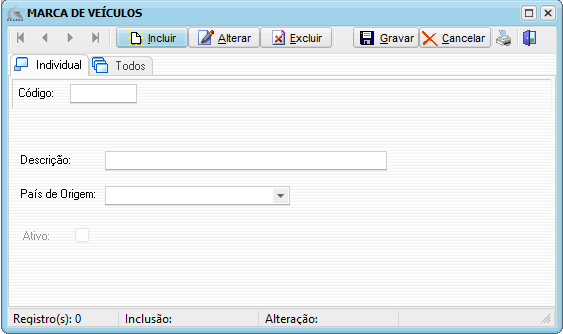 MARCA DE VEÍCULOS
Incluir Alterar Excluir Gravar Cancelar
Individual Todos
Código:
Descrição:
País de Origem:
Ativo:
Registro(s): 0 Inclusão: Alteração: